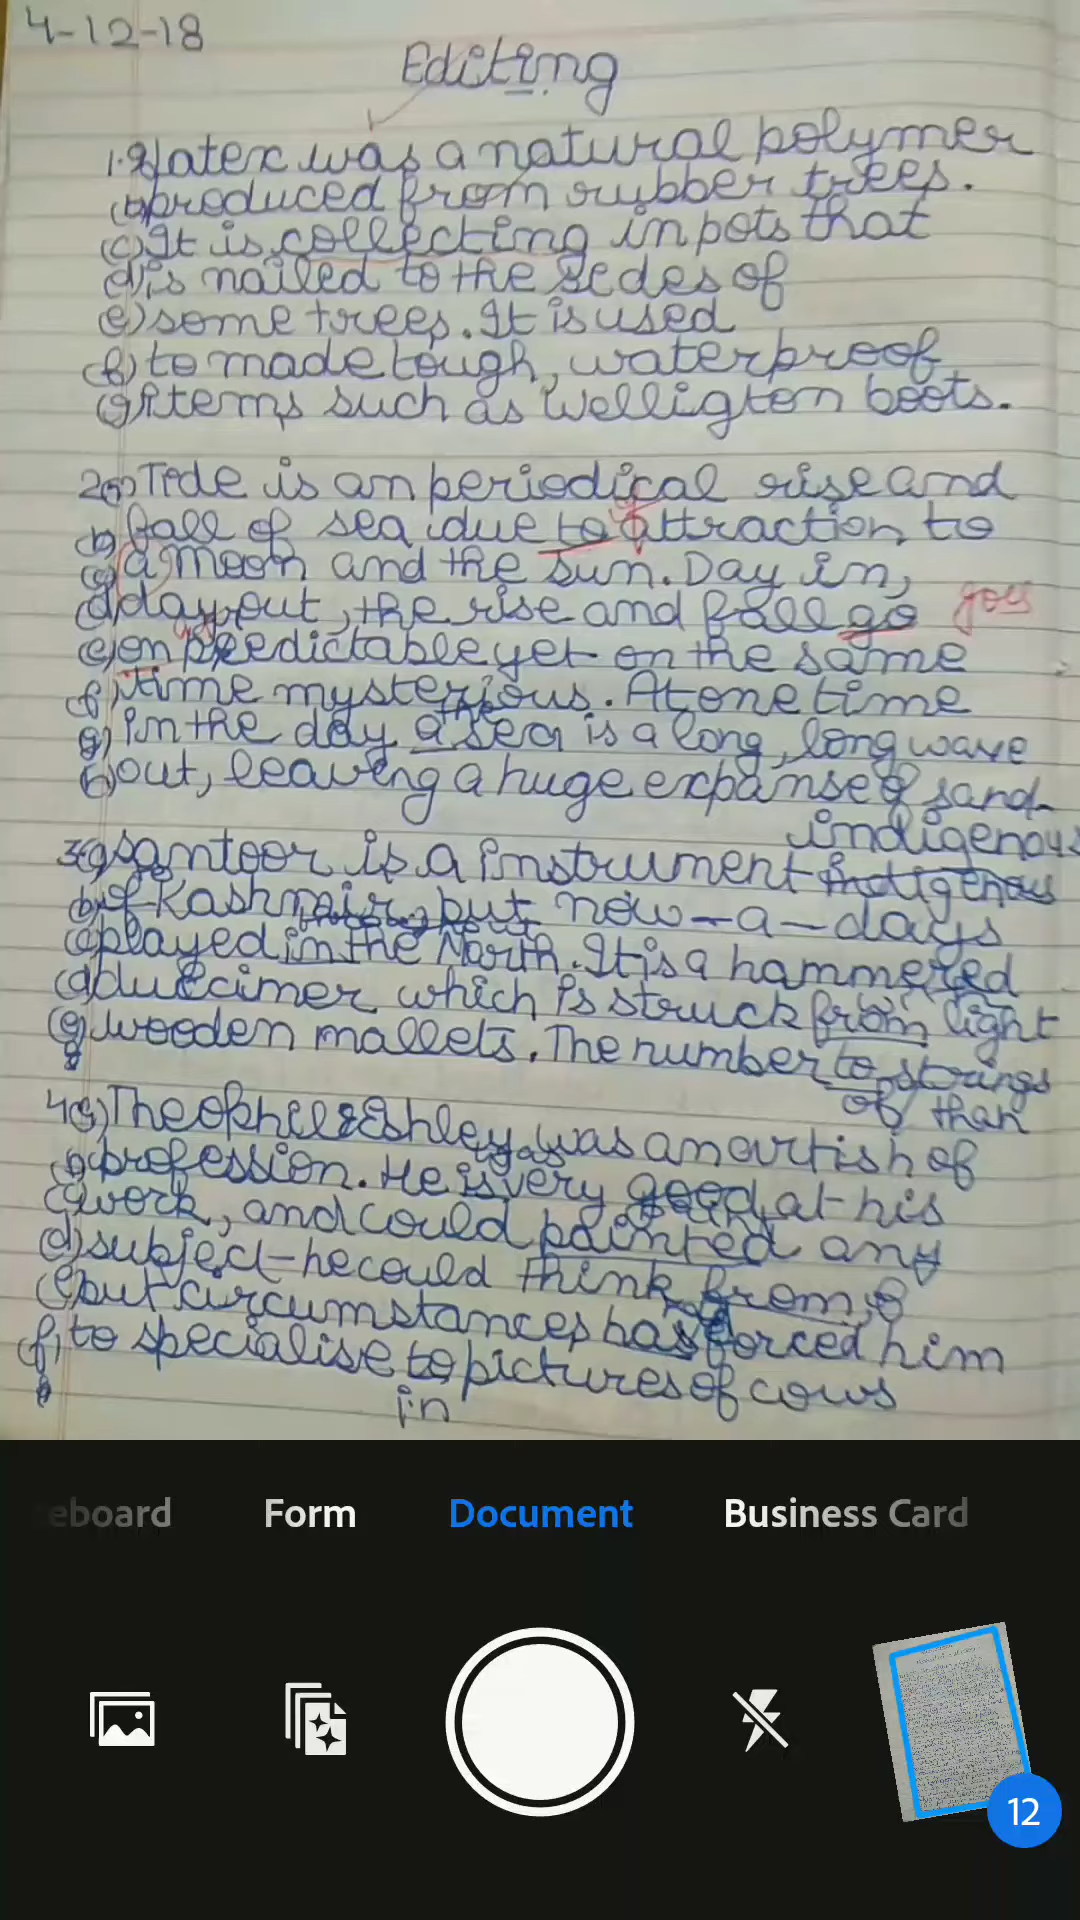 4-12-18
Editing
1.a) Latex was a natural polymer
(b) produced from rubber trees.
(c) It is collecting in pots that
d) is nailed to the sides of
(e) some trees. It is used
(f) to made tough, waterproof
(g) items such as Welligton boots.
2(a) Tide is an periodical rise and
(b) fall of sea due to attraction to
(c) a, moon and the sun. Day in,
d) day out, the rise and fall go goes
(e) on predictable yet on the same
(f) time mysterious. At one time
the
g) in the day a sea is a long, long wave
(h) out, leaving a huge expanse of sand
indigenous
3(a) Santoor is a instrument indigenous
(b) of Kashmir, but now-a-days
(c) played in the North. It is a hammered
(d) dulcimer which is struck from light
(e) wooden mallets. The number to strings
of than
4(a) Theophil Eshley was an artish of
was
(b) profession. He is very good at his
(c) work, and could painted any
(d) subject he could think from,
(e) but circumstances has forced him
(f) to specialise to pictures of cows
in
eboard Form Document Business Card
12